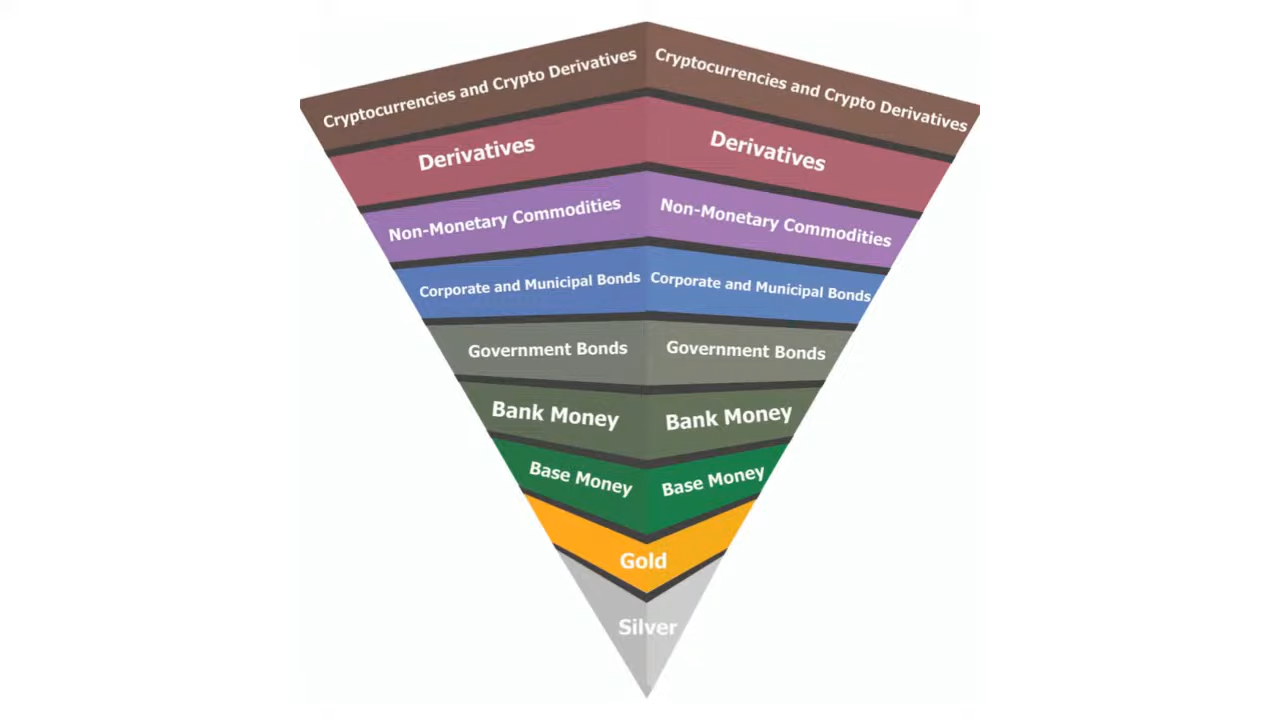 Cryptocurrencies and Crypto Derivatives
Cryptocurrencies and Crypto Derivatives
Derivatives
Derivatives
Non-Monetary Commodities
Non-Monetary Commodities
Corporate and Municipal Bonds
Corporate and Municipal Bonds
Government Bonds
Government Bonds
Bank Money
Bank Money
Base Money
Base Money
Gold
Silver